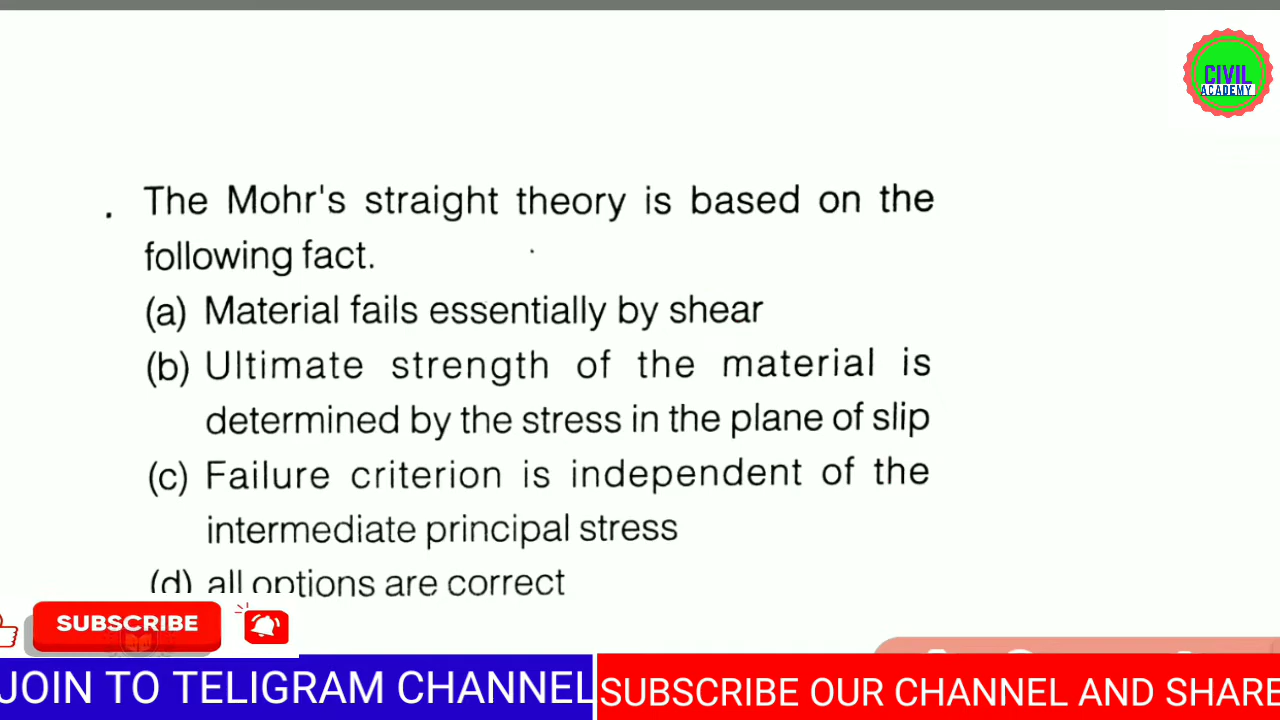 CIVIL
ACADEMY
. The Mohr's straight theory is based on the
following fact.
(a) Material fails essentially by shear
(b) Ultimate strength of the material is
determined by the stress in the plane of slip
(c) Failure criterion is independent of the
intermediate principal stress
(d) all options are correct
SUBSCRIBE
JOIN TO TELIGRAM CHANNEL
SUBSCRIBE OUR CHANNEL AND SHARE